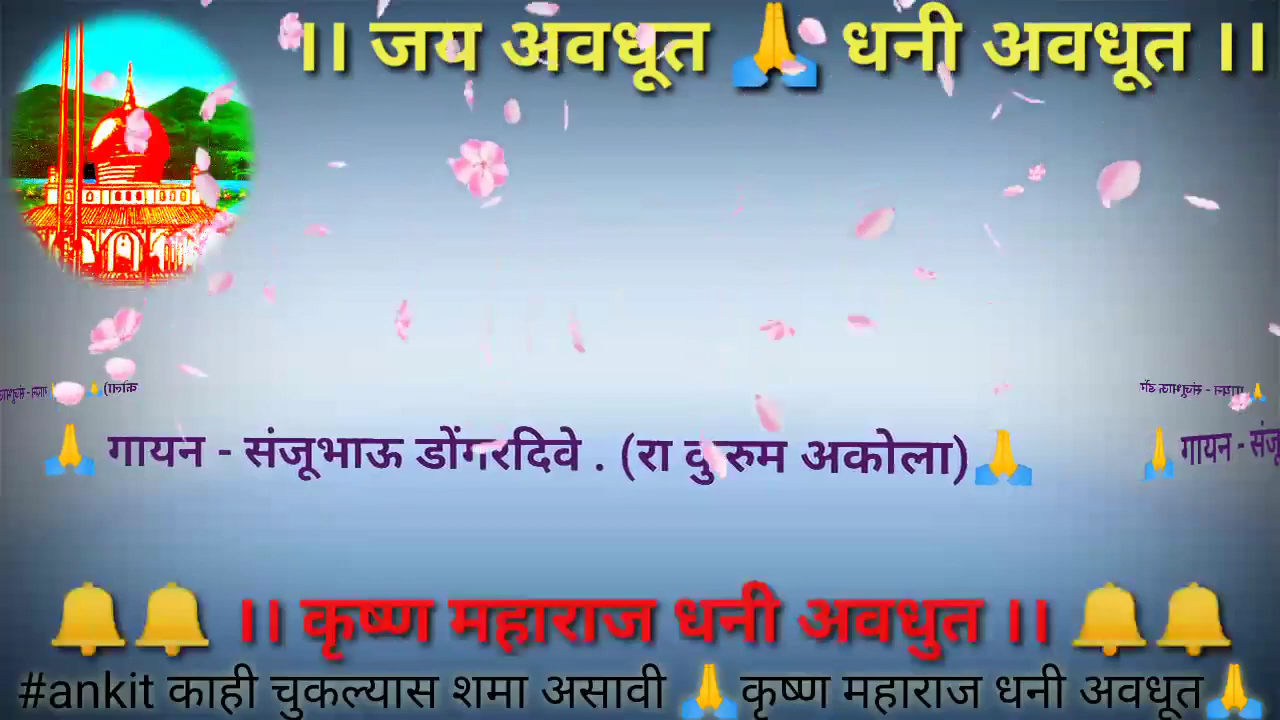 ।। जय अवधूत 🙏 धनी अवधूत ।।
🙏 गायन - संजूभाऊ डोंगरदिवे . (रा कुरुम अकोला)🙏
🙏 गायन - संजू
🔔🔔 ।। कृष्ण महाराज धनी अवधुत ।। 🔔🔔
#ankit काही चुकल्यास शमा असावी 🙏कृष्ण महाराज धनी अवधूत🙏